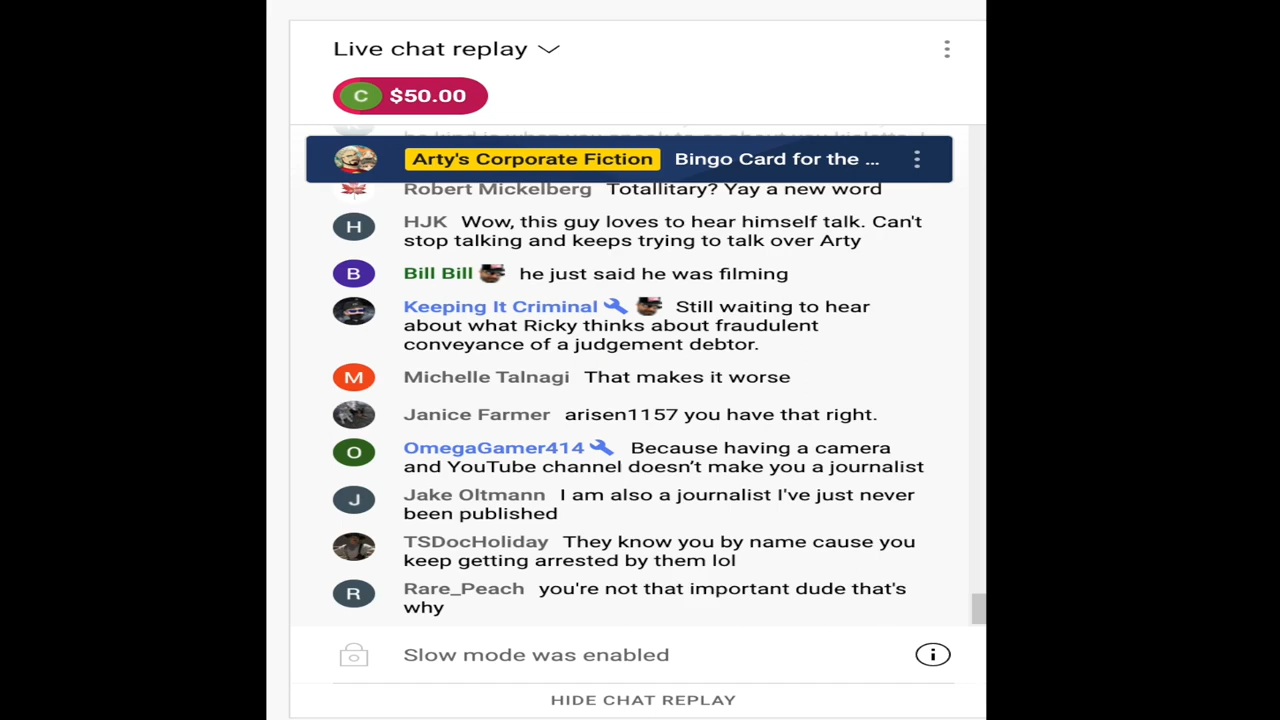 Live chat replay
C $50.00
Arty's Corporate Fiction Bingo Card for the ...
Robert Mickelberg Totallitary? Yay a new word
H HJK Wow, this guy loves to hear himself talk. Can't
stop talking and keeps trying to talk over Arty
B Bill Bill he just said he was filming
Keeping It Criminal Still waiting to hear
about what Ricky thinks about fraudulent
conveyance of a judgement debtor.
M Michelle Talnagi That makes it worse
Janice Farmer arisen1157 you have that right.
O OmegaGamer414 Because having a camera
and YouTube channel doesn’t make you a journalist
J Jake Oltmann I am also a journalist I've just never
been published
TSDocHoliday They know you by name cause you
keep getting arrested by them lol
R Rare_Peach you're not that important dude that's
why
Slow mode was enabled
HIDE CHAT REPLAY